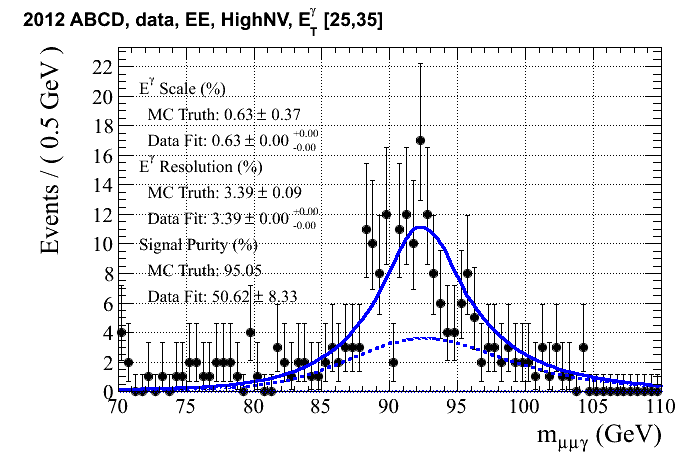 2012 ABCD, data, EE, HighNV, E_T^γ [25,35]
Events / ( 0.5 GeV )
22
20
18
16
14
12
10
8
6
4
2
0
E^γ Scale (%)
MC Truth: 0.63 ± 0.37
Data Fit: 0.63 ± 0.00 +0.00 -0.00
E^γ Resolution (%)
MC Truth: 3.39 ± 0.09
Data Fit: 3.39 ± 0.00 +0.00 -0.00
Signal Purity (%)
MC Truth: 95.05
Data Fit: 50.62 ± 8.33
70 75 80 85 90 95 100 105 110
m_μμγ (GeV)